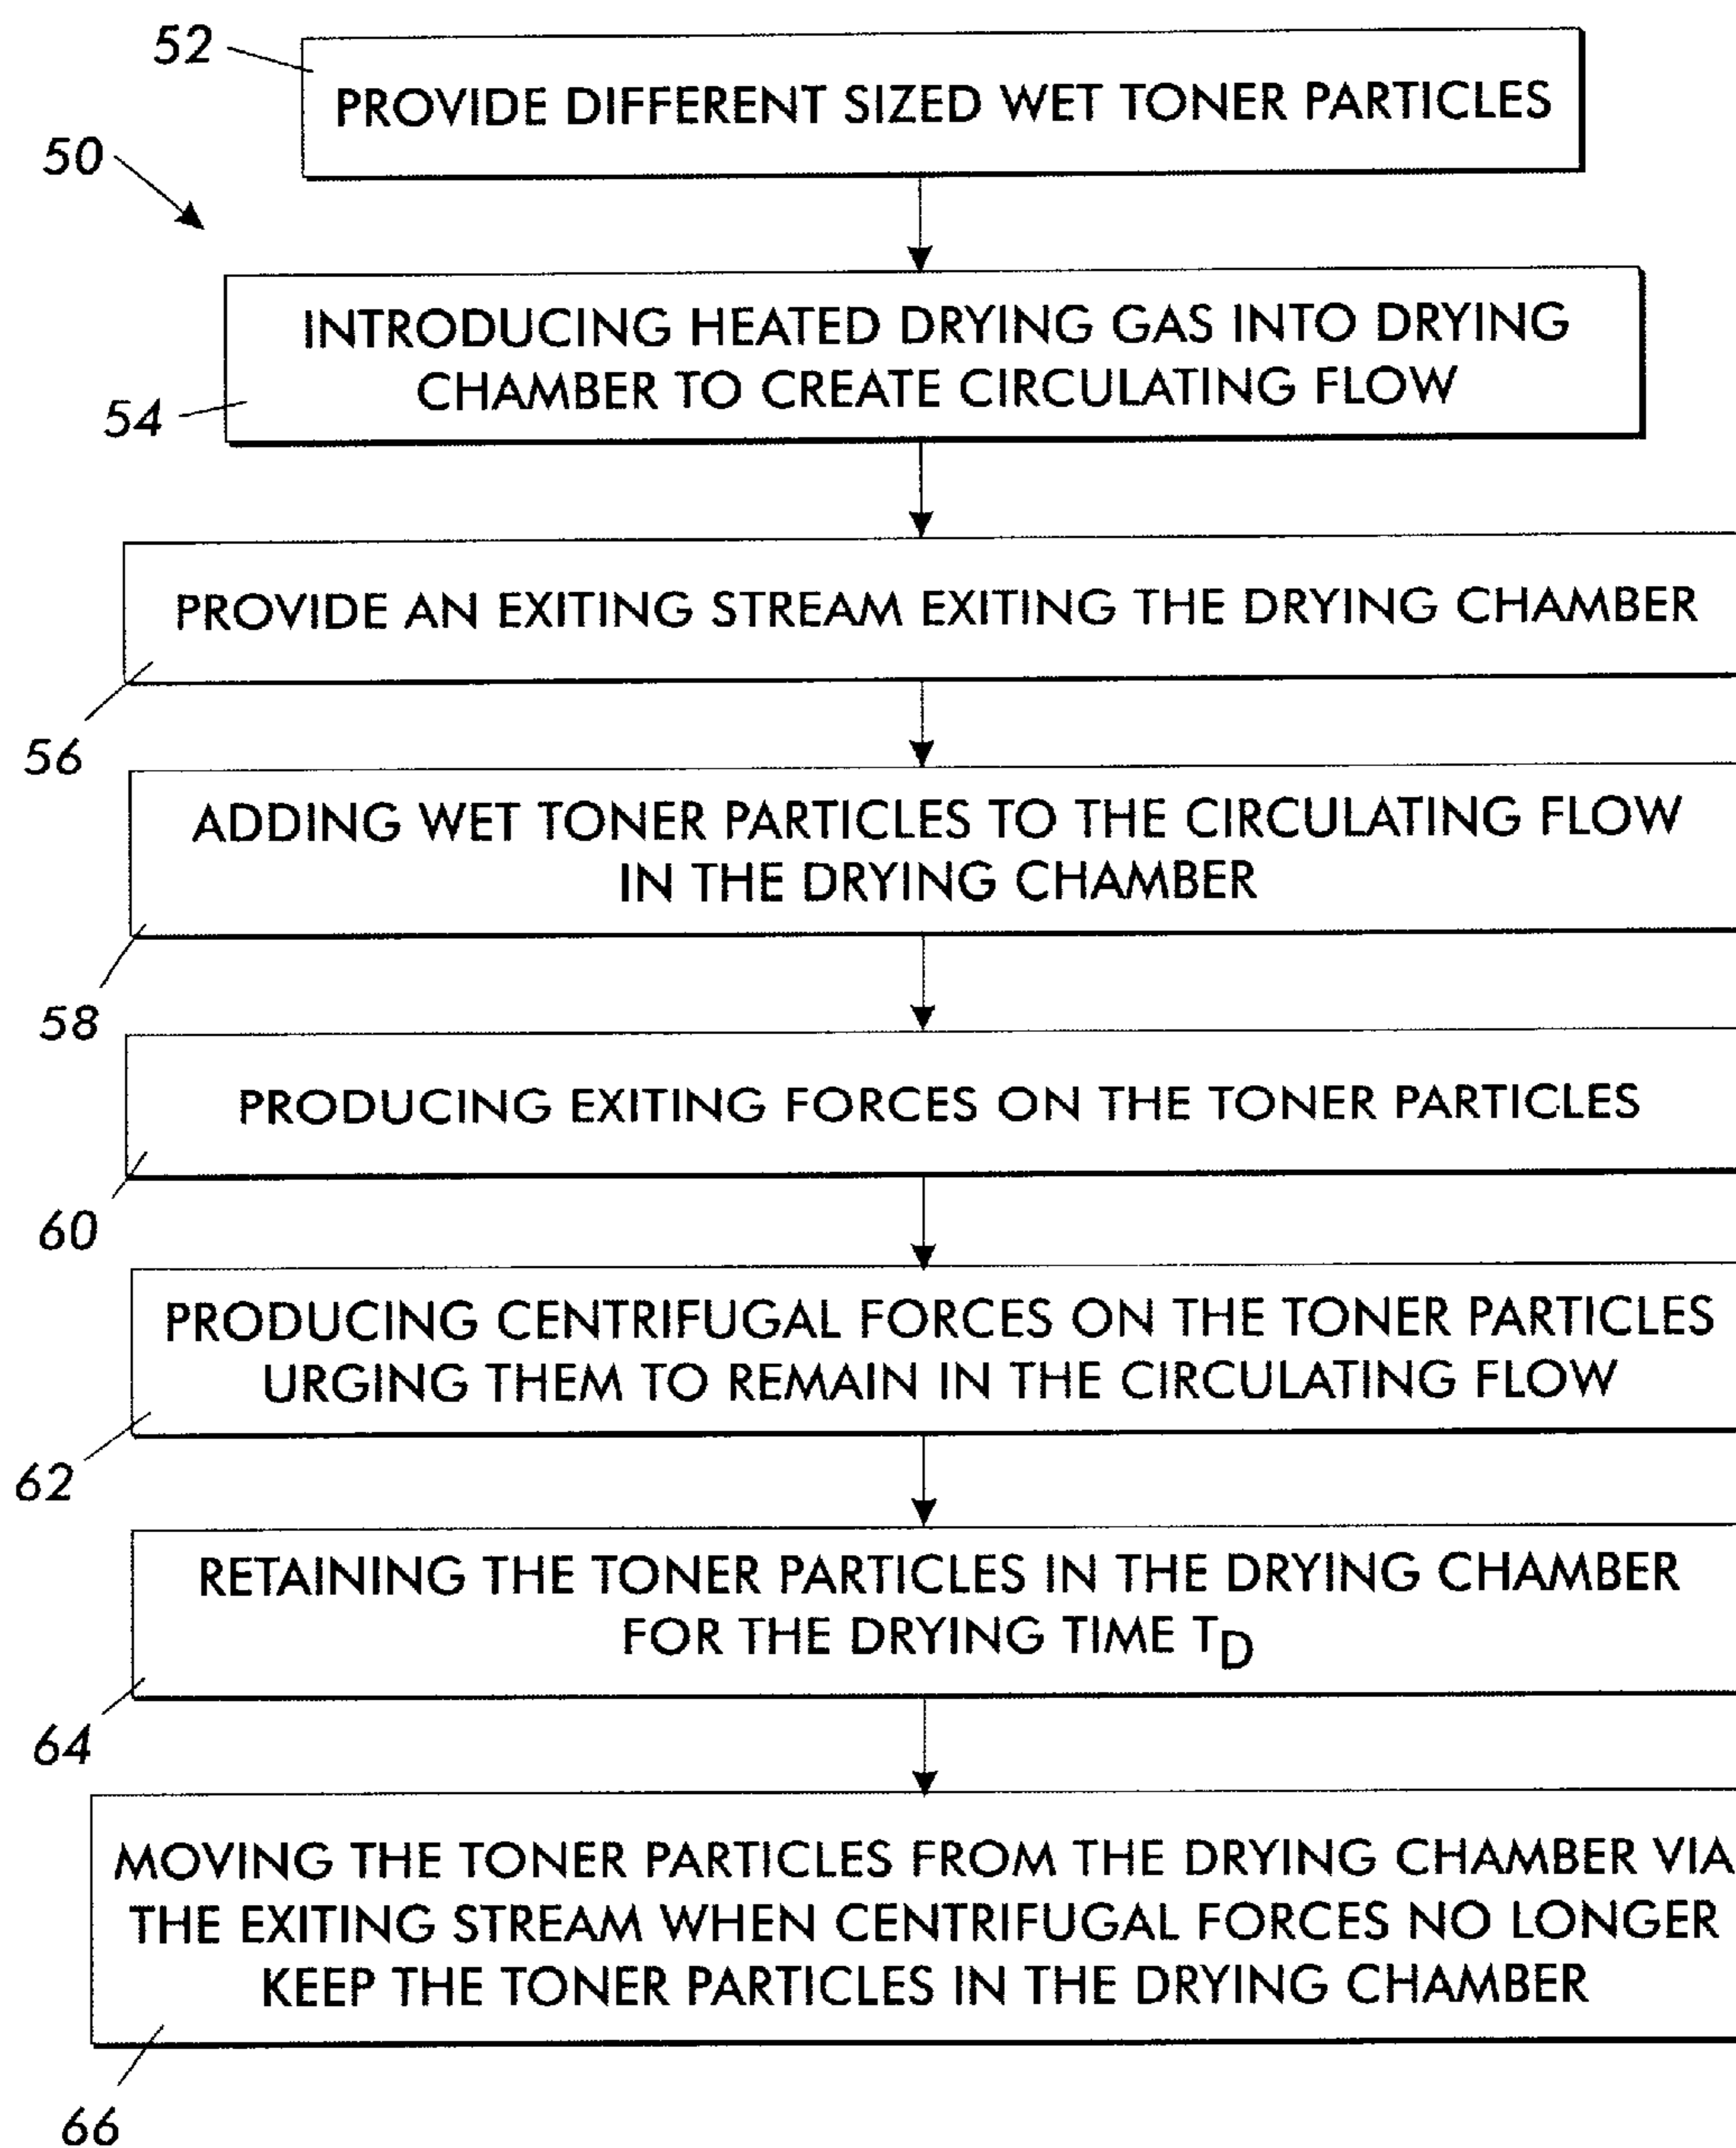 52
PROVIDE DIFFERENT SIZED WET TONER PARTICLES
50
INTRODUCING HEATED DRYING GAS INTO DRYING
CHAMBER TO CREATE CIRCULATING FLOW
54
PROVIDE AN EXITING STREAM EXITING THE DRYING CHAMBER
56
ADDING WET TONER PARTICLES TO THE CIRCULATING FLOW
IN THE DRYING CHAMBER
58
PRODUCING EXITING FORCES ON THE TONER PARTICLES
60
PRODUCING CENTRIFUGAL FORCES ON THE TONER PARTICLES
URGING THEM TO REMAIN IN THE CIRCULATING FLOW
62
RETAINING THE TONER PARTICLES IN THE DRYING CHAMBER
FOR THE DRYING TIME TD
64
MOVING THE TONER PARTICLES FROM THE DRYING CHAMBER VIA
THE EXITING STREAM WHEN CENTRIFUGAL FORCES NO LONGER
KEEP THE TONER PARTICLES IN THE DRYING CHAMBER
66